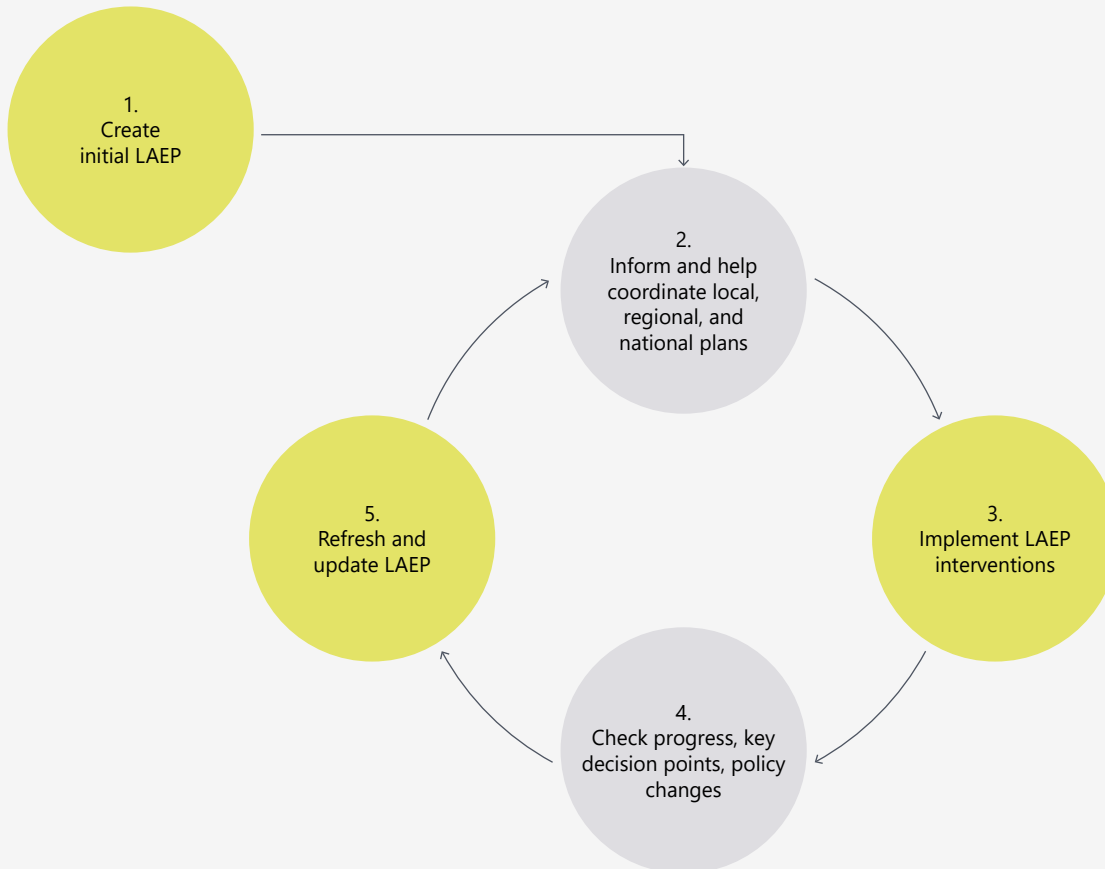 1.
Create
initial LAEP
2.
Inform and help
coordinate local,
regional, and
national plans
3.
Implement LAEP
interventions
4.
Check progress, key
decision points, policy
changes
5.
Refresh and
update LAEP